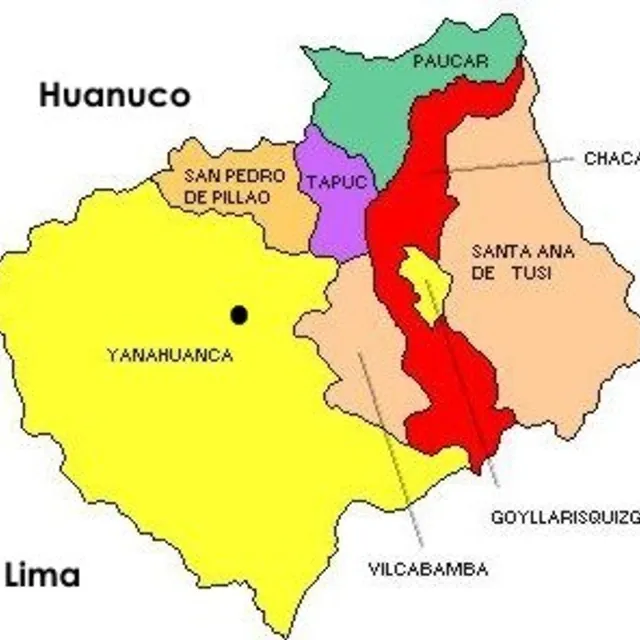 PAUCAR
Huanuco
CHACA
SAN PEDRO
DE PILLAO
TAPUC
SANTA ANA
DE TUSI
YANAHUANCA
GOYLLARISQUIZG
VILCABAMBA
Lima